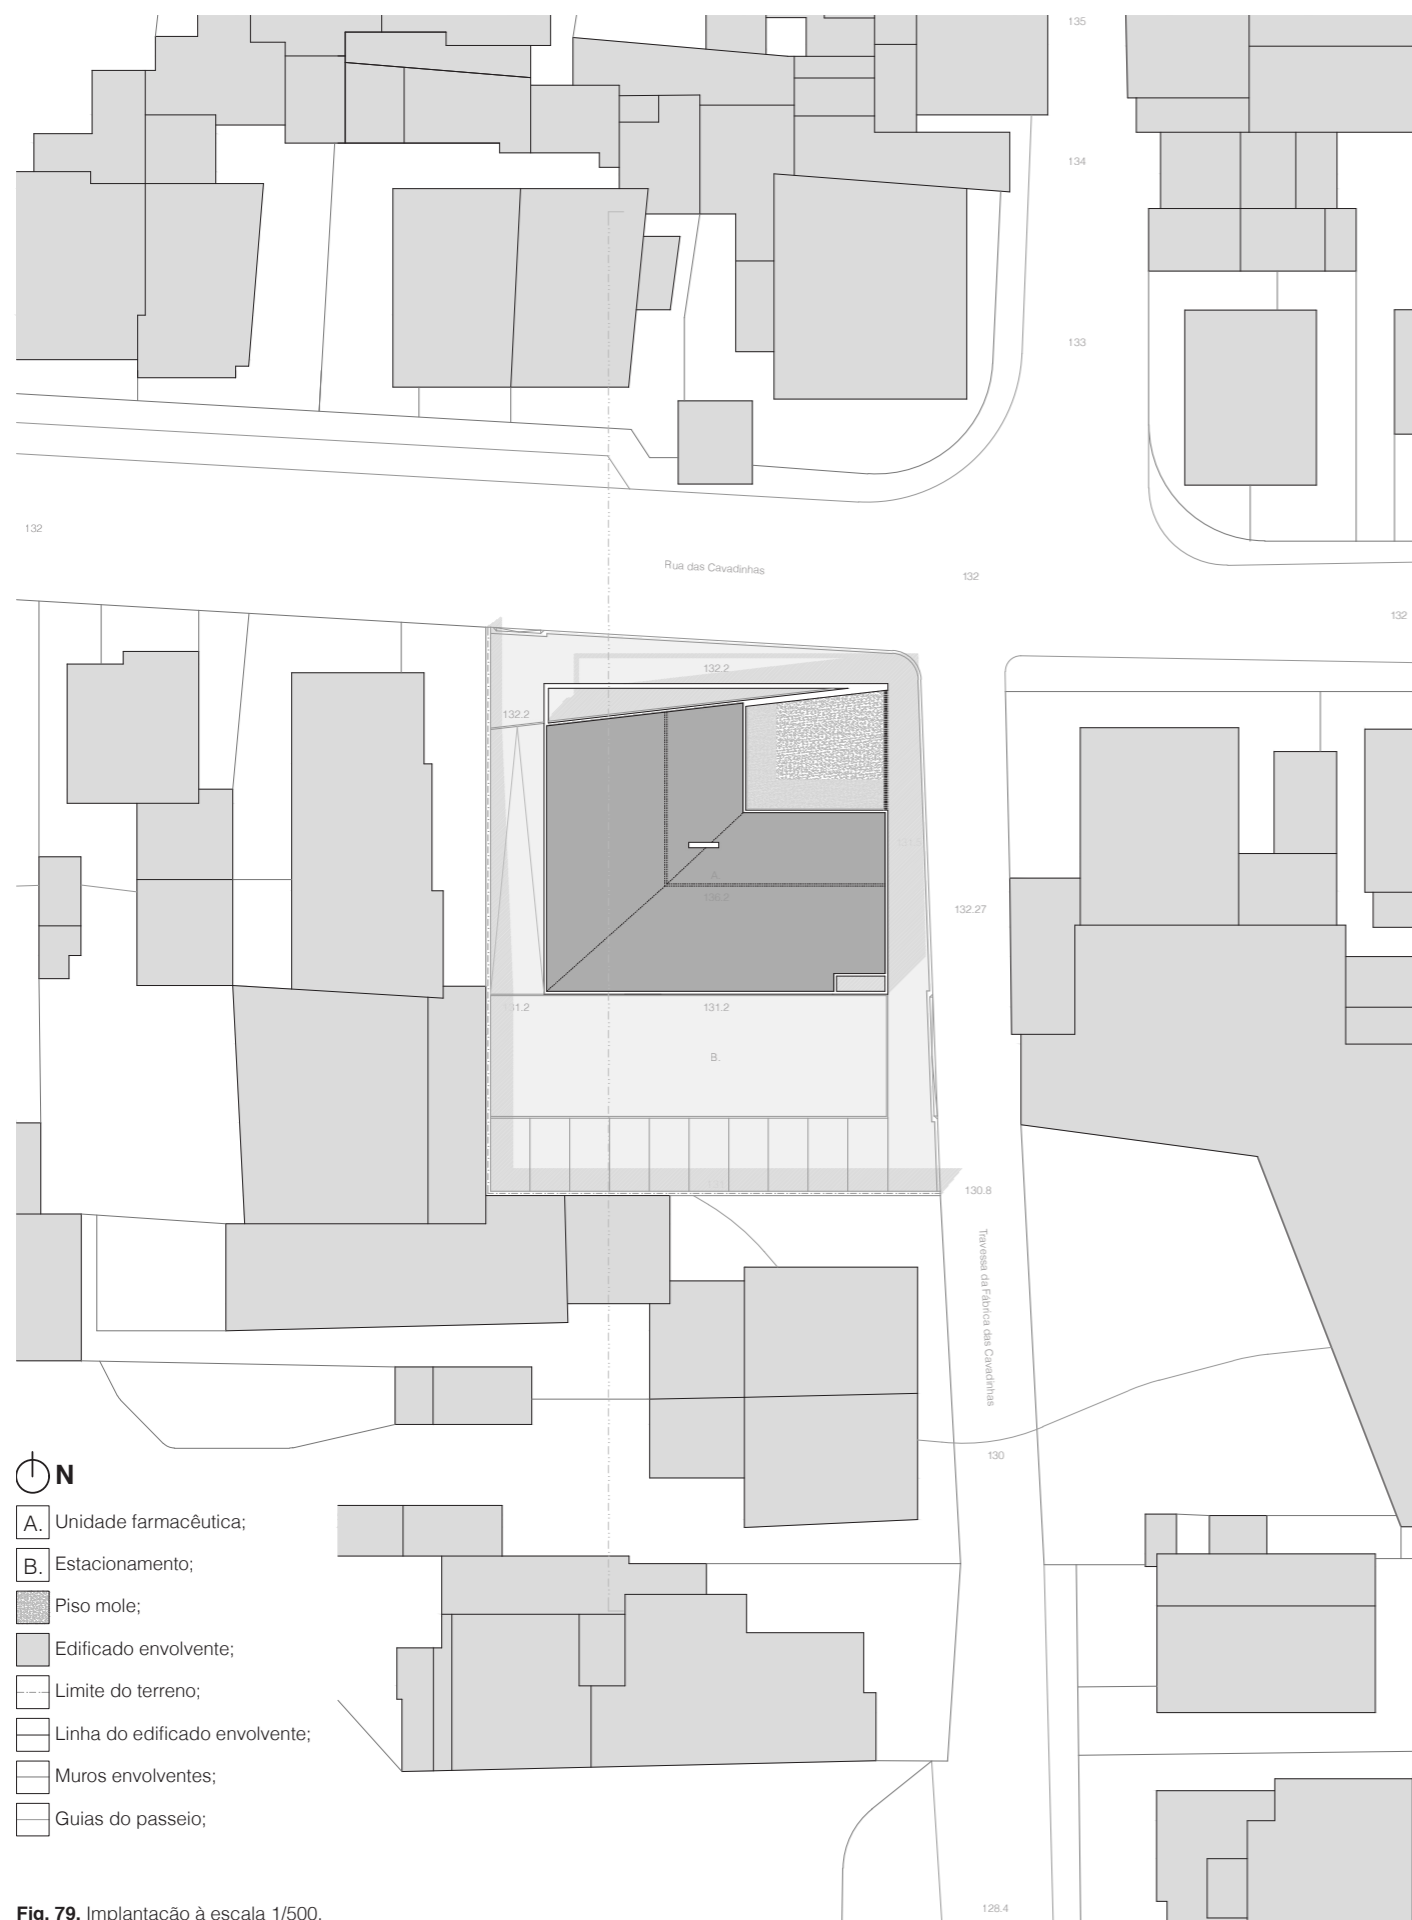 135
134
133
132
Rua das Cavadinhas
132
132
132.2
132.2
A.
136.2
132.27
131.2
131.2
B.
130.8
Travessa da Fábrica das Cavadinhas
130
N
A. Unidade farmacêutica;
B. Estacionamento;
Piso mole;
Edificado envolvente;
Limite do terreno;
Linha do edificado envolvente;
Muros envolventes;
Guias do passeio;
128.4
Fig. 79. Implantação à escala 1/500.